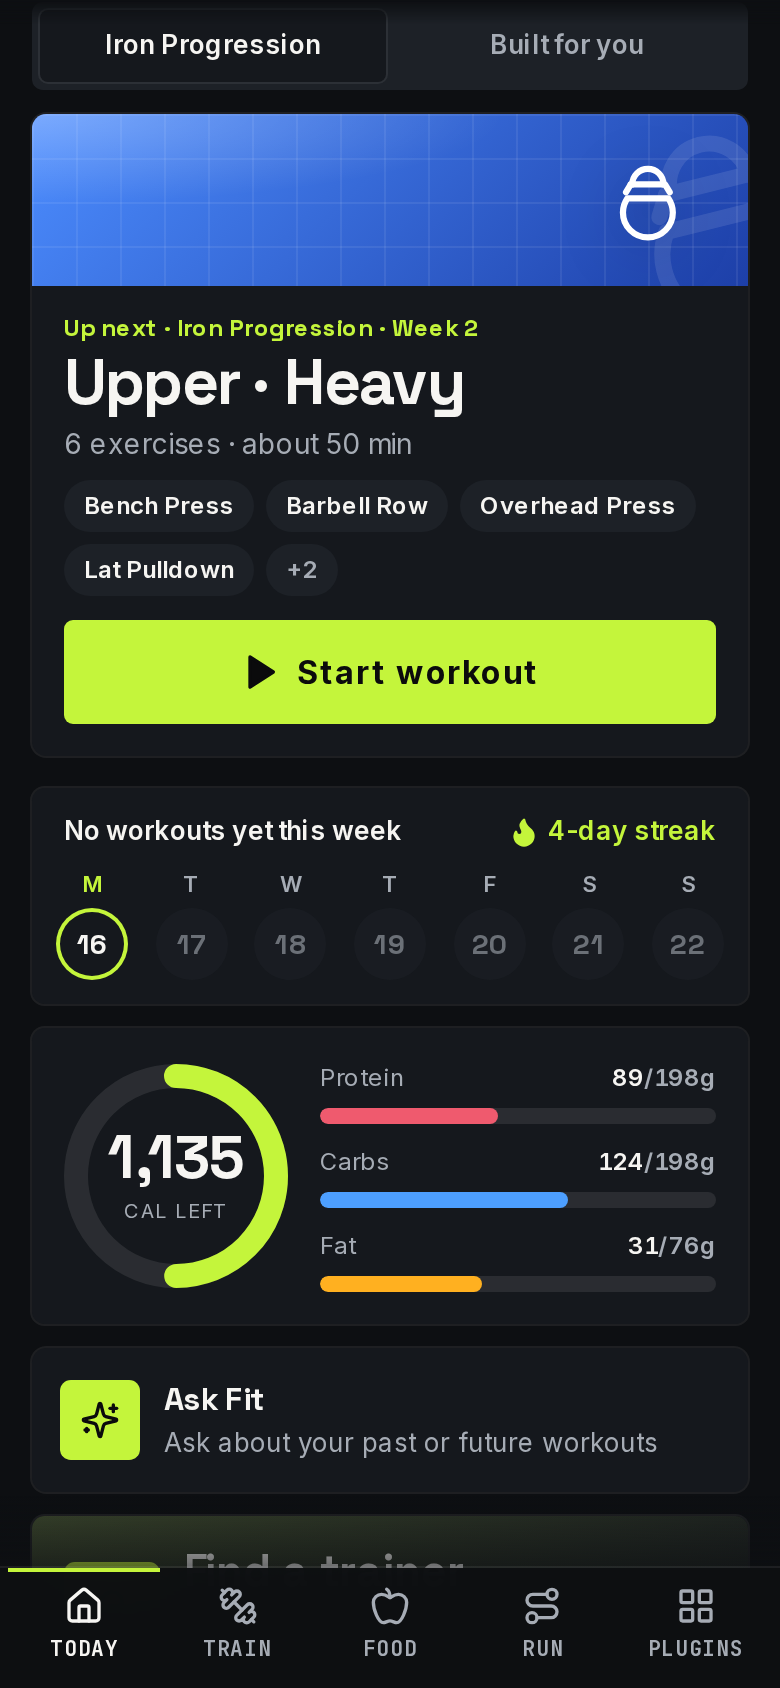 Iron Progression
Built for you
Up next · Iron Progression · Week 2
Upper · Heavy
6 exercises · about 50 min
Bench Press
Barbell Row
Overhead Press
Lat Pulldown
+2
Start workout
No workouts yet this week
4-day streak
M T W T F S S
16 17 18 19 20 21 22
1,135
CAL LEFT
Protein 89/198g
Carbs 124/198g
Fat 31/76g
Ask Fit
Ask about your past or future workouts
Find a trainer
TODAY
TRAIN
FOOD
RUN
PLUGINS